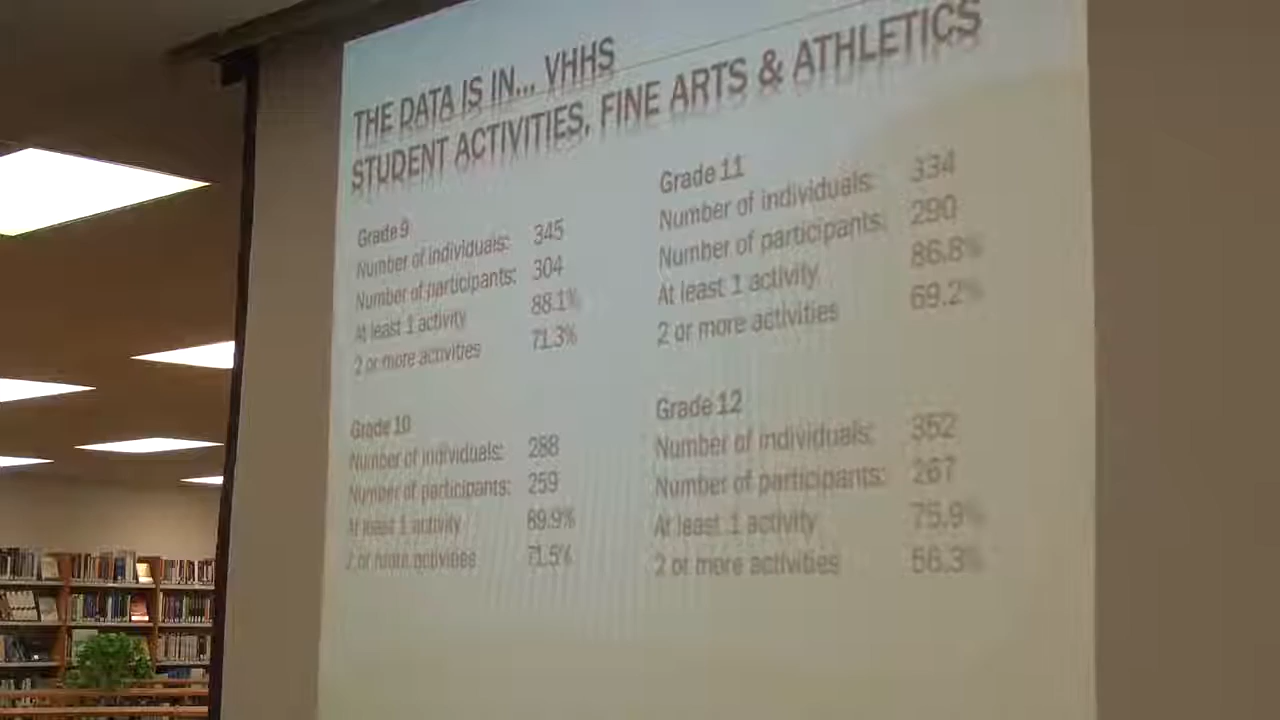 THE DATA IS IN... VHHS
STUDENT ACTIVITIES, FINE ARTS & ATHLETICS
Grade 9
Number of individuals: 345
Number of participants: 304
At least 1 activity 88.1%
2 or more activities 71.3%
Grade 10
Number of individuals: 288
Number of participants: 259
At least 1 activity 89.9%
2 or more activities 71.5%
Grade 11
Number of individuals: 334
Number of participants: 290
At least 1 activity 86.8%
2 or more activities 69.2%
Grade 12
Number of individuals: 352
Number of participants: 267
At least 1 activity 75.9%
2 or more activities 56.3%